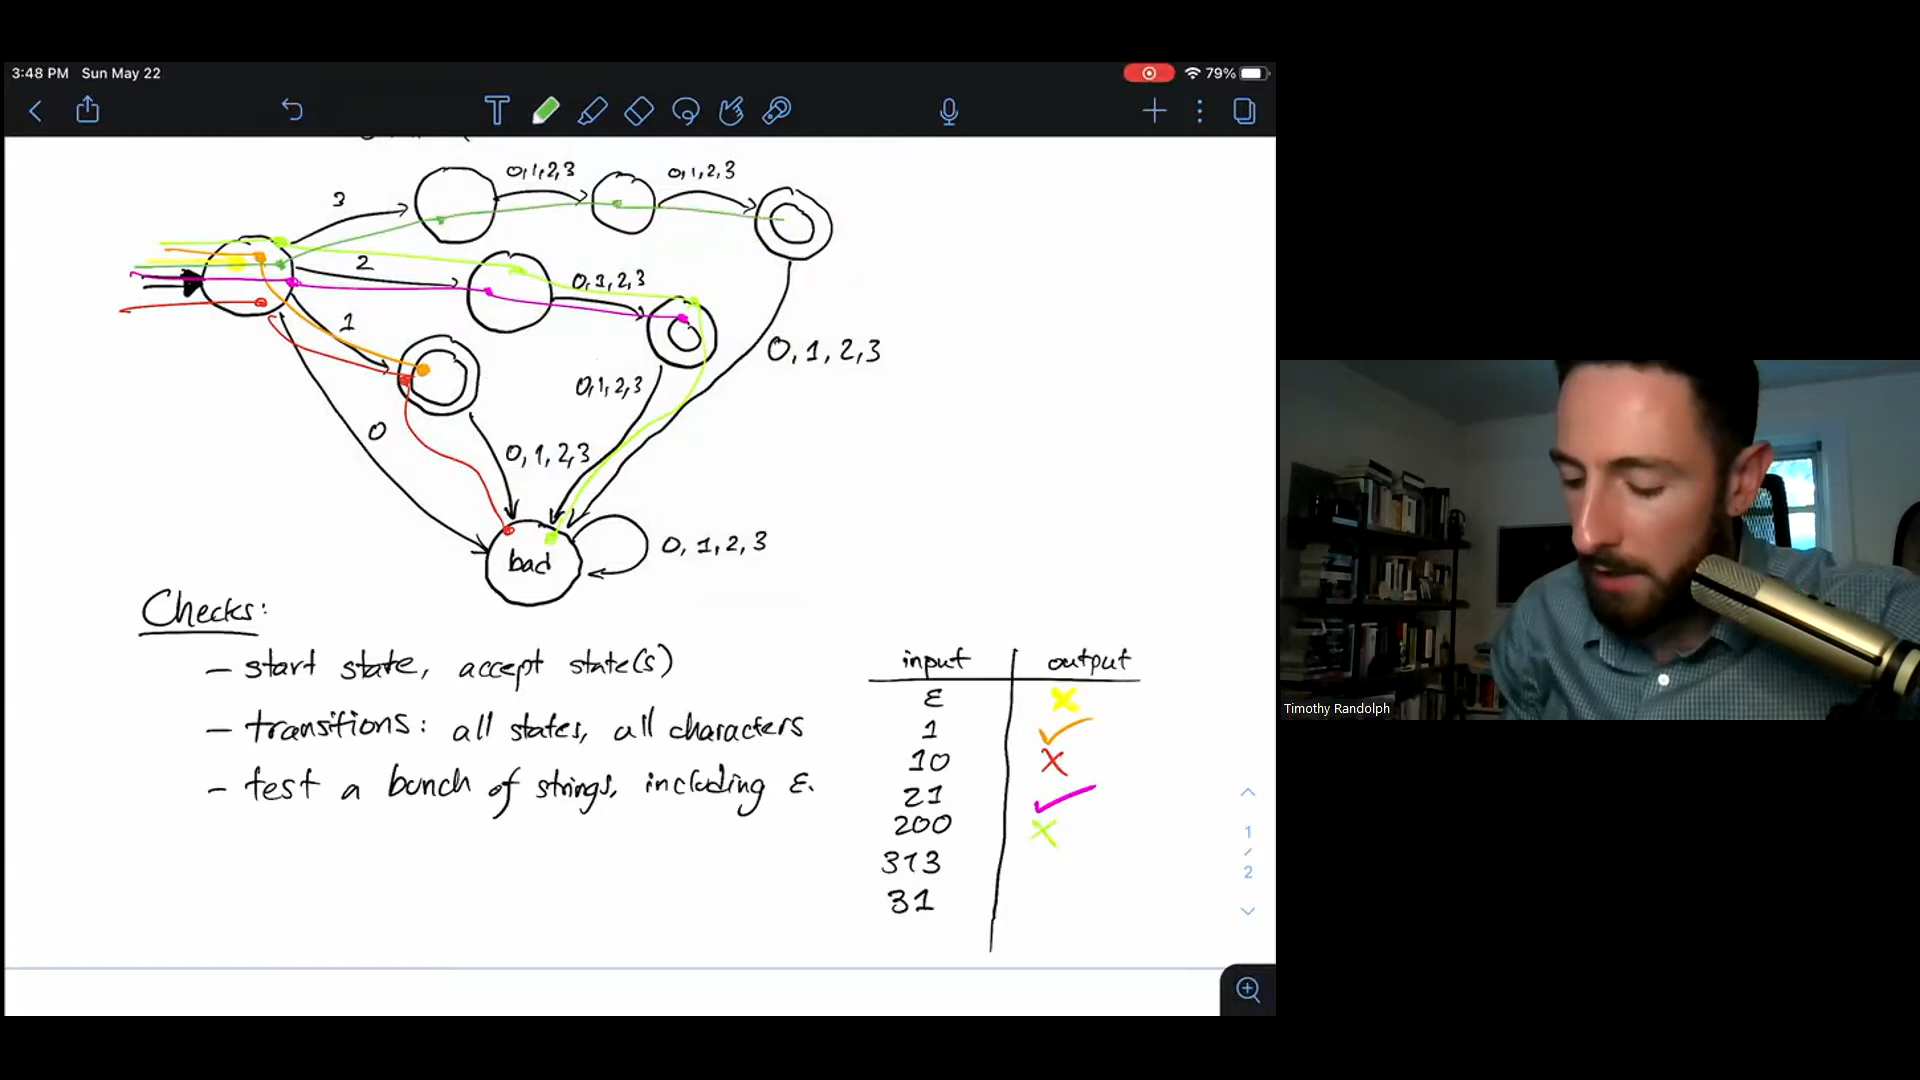 3:48 PM Sun May 22
79%
T
0,1,2,3
0,1,2,3
3
2
0,1,2,3
1
0,1,2,3
0,1,2,3
0
0,1,2,3
bad
0, 1, 2, 3
Checks:
- start state, accept state(s)
- transitions: all states, all characters
- test a bunch of strings, including ε.
input output
ε X
1 ✓
10 X
21 ✓
200 X
313
31
1
/
2
Timothy Randolph